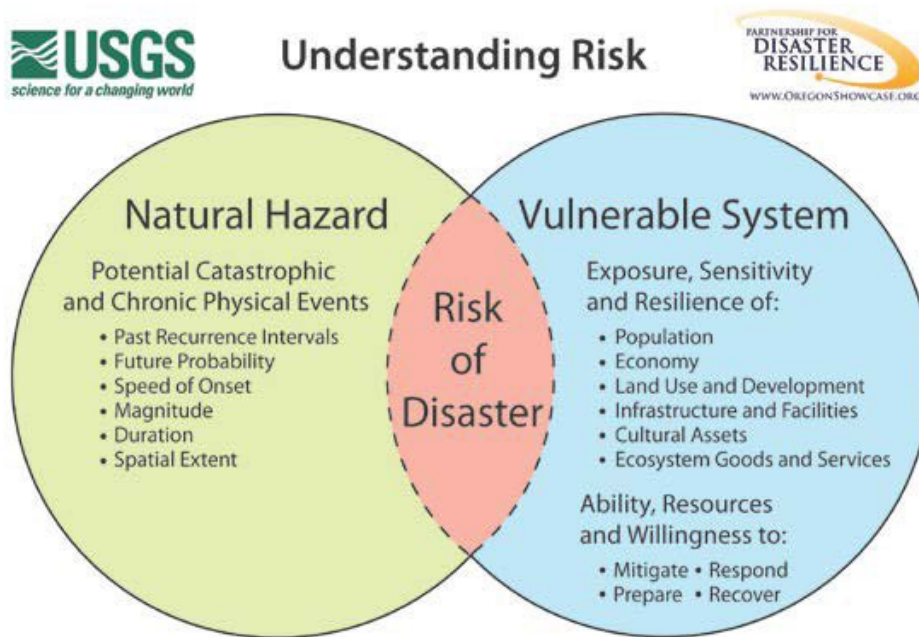 USGS
science for a changing world
Understanding Risk
PARTNERSHIP FOR
DISASTER
RESILIENCE
WWW.OREGONSHOWCASE.ORG
Natural Hazard
Potential Catastrophic
and Chronic Physical Events
• Past Recurrence Intervals
• Future Probability
• Speed of Onset
• Magnitude
• Duration
• Spatial Extent
Risk
of
Disaster
Vulnerable System
Exposure, Sensitivity
and Resilience of:
• Population
• Economy
• Land Use and Development
• Infrastructure and Facilities
• Cultural Assets
• Ecosystem Goods and Services
Ability, Resources
and Willingness to:
• Mitigate • Respond
• Prepare • Recover